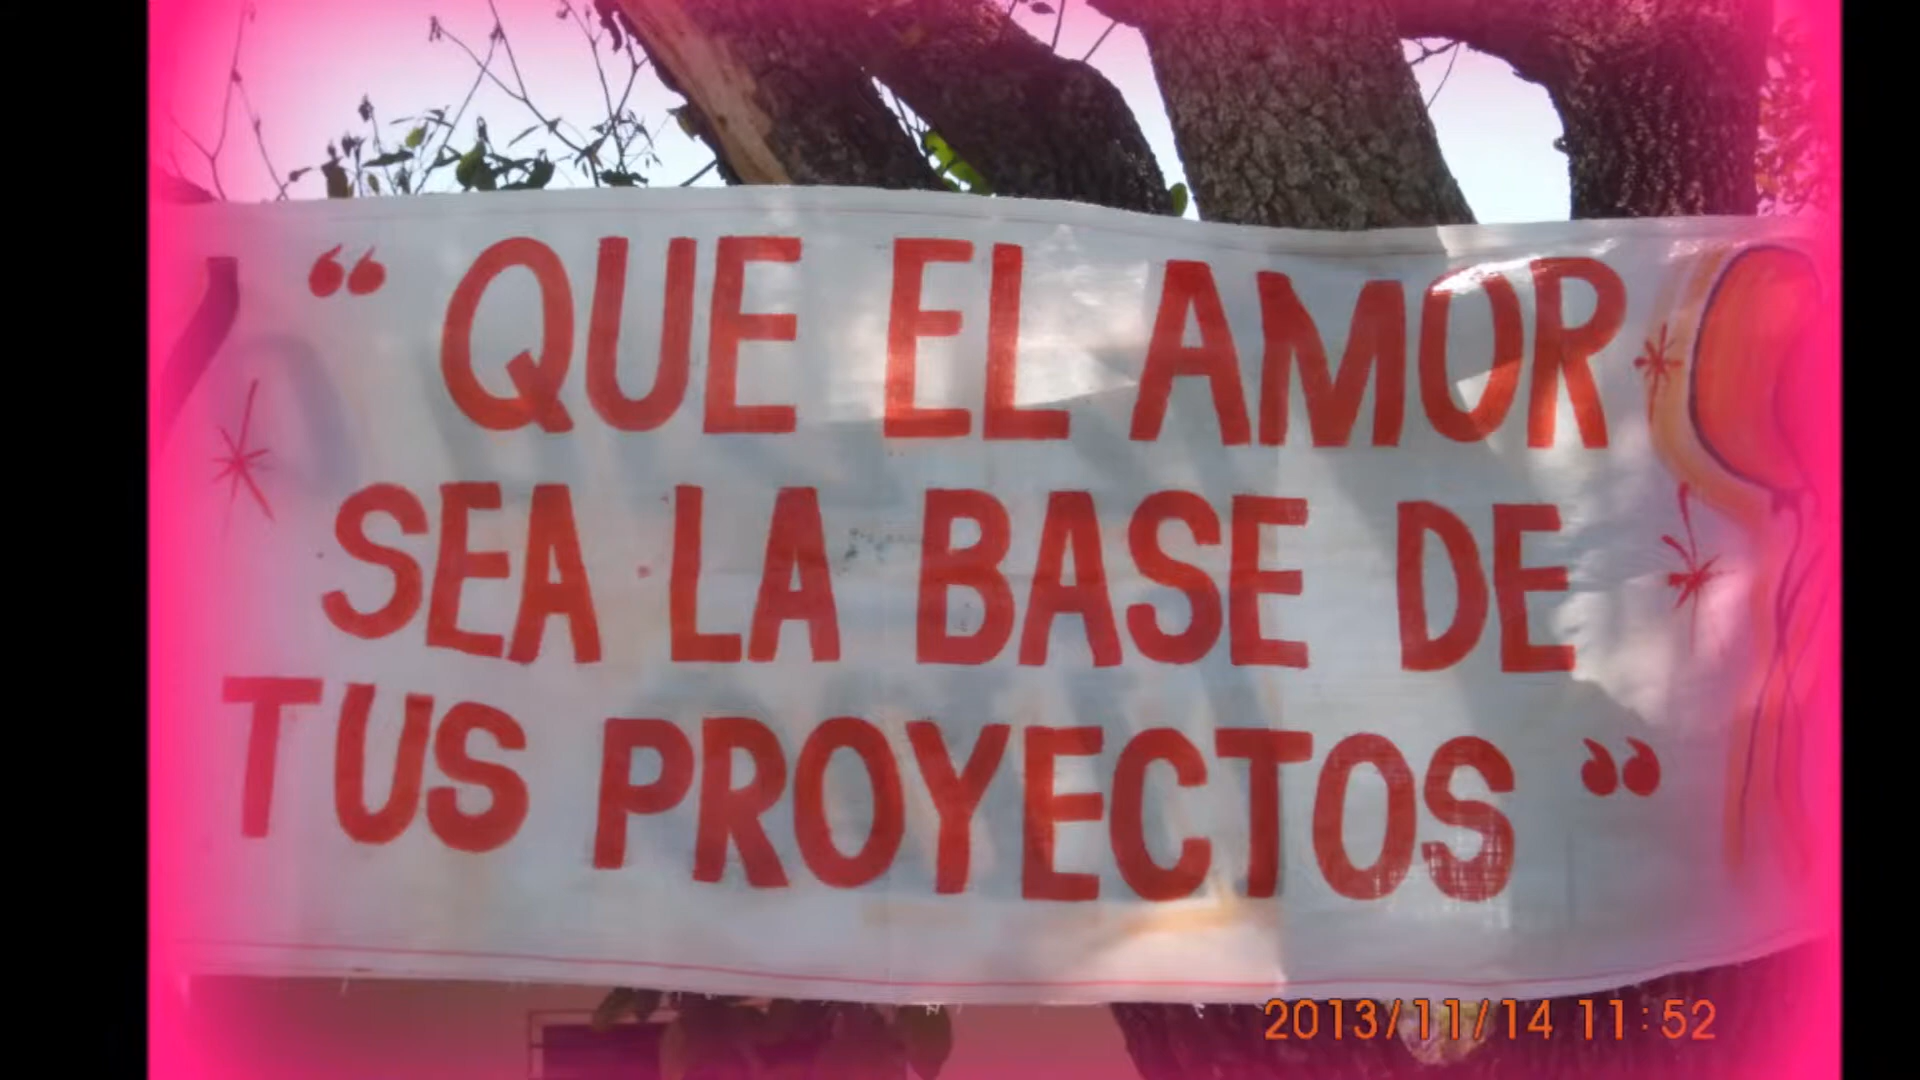 “ QUE EL AMOR
SEA LA BASE DE
TUS PROYECTOS ”
2013/11/14 11:52